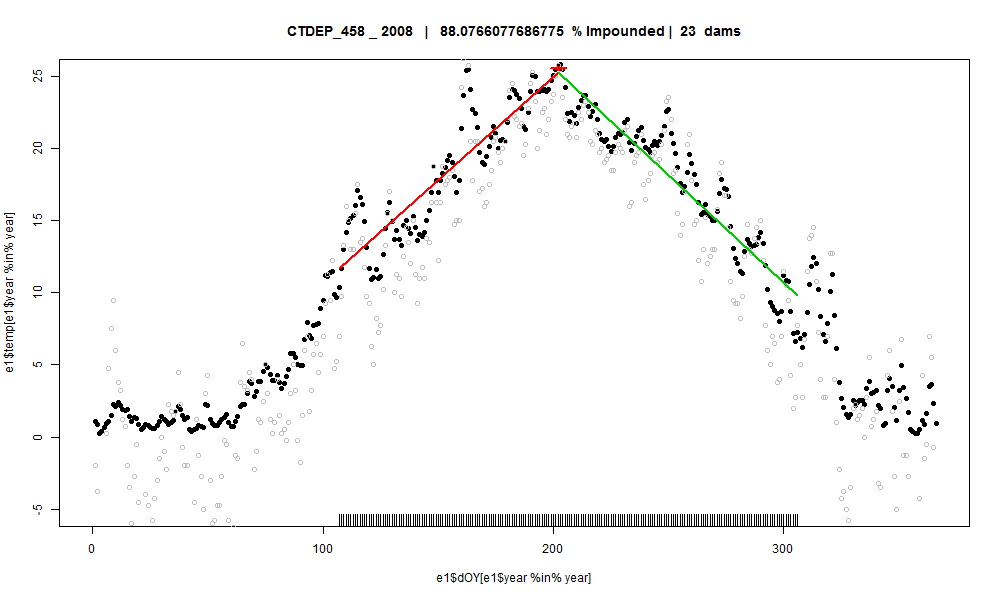 CTDEP_458 _ 2008 | 88.0766077686775 % Impounded | 23 dams
e1$temp[e1$year %in% year]
25
20
15
10
5
0
-5
0 100 200 300
e1$dOY[e1$year %in% year]